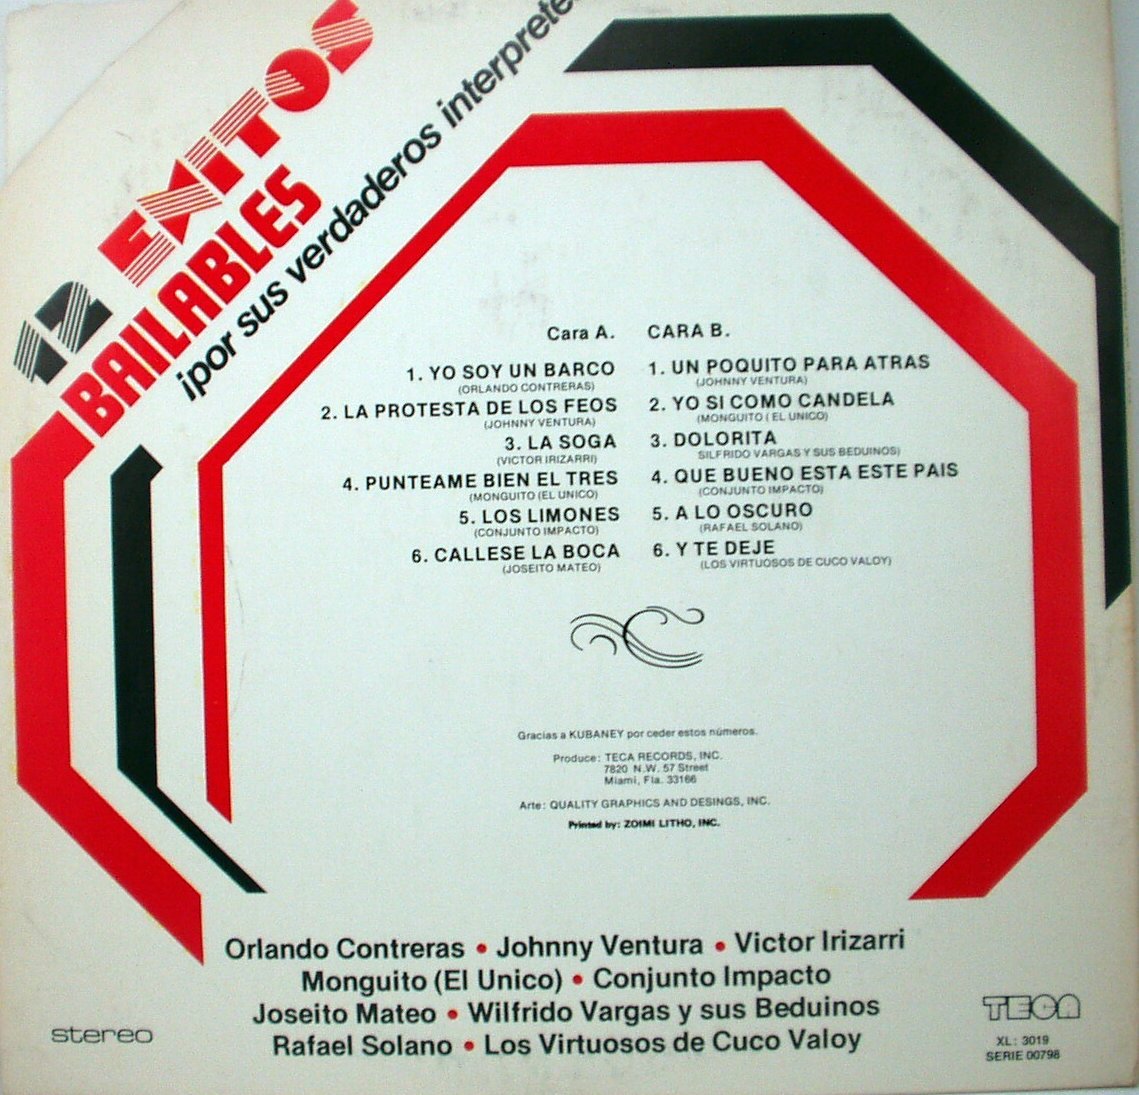 12 EXITOS
BAILABLES
¡por sus verdaderos interprete
Cara A.
1. YO SOY UN BARCO
(ORLANDO CONTRERAS)
2. LA PROTESTA DE LOS FEOS
(JOHNNY VENTURA)
3. LA SOGA
(VICTOR IRIZARRI)
4. PUNTEAME BIEN EL TRES
(MONGUITO (EL UNICO)
5. LOS LIMONES
(CONJUNTO IMPACTO)
6. CALLESE LA BOCA
(JOSEITO MATEO)
CARA B.
1. UN POQUITO PARA ATRAS
(JOHNNY VENTURA)
2. YO SI COMO CANDELA
(MONGUITO ( EL UNICO)
3. DOLORITA
SILFRIDO VARGAS Y SUS BEDUINOS)
4. QUE BUENO ESTA ESTE PAIS
(CONJUNTO IMPACTO)
5. A LO OSCURO
(RAFAEL SOLANO)
6. Y TE DEJE
(LOS VIRTUOSOS DE CUCO VALOY)
Gracias a KUBANEY por ceder estos números.
Produce: TECA RECORDS, INC.
7820 N.W. 57 Street
Miami, Fla. 33166
Arte: QUALITY GRAPHICS AND DESINGS, INC.
Printed by: ZOIMI LITHO, INC.
Orlando Contreras • Johnny Ventura • Victor Irizarri
Monguito (El Unico) • Conjunto Impacto
Joseito Mateo • Wilfrido Vargas y sus Beduinos
Rafael Solano • Los Virtuosos de Cuco Valoy
stereo
TECA
XL: 3019
SERIE 00798